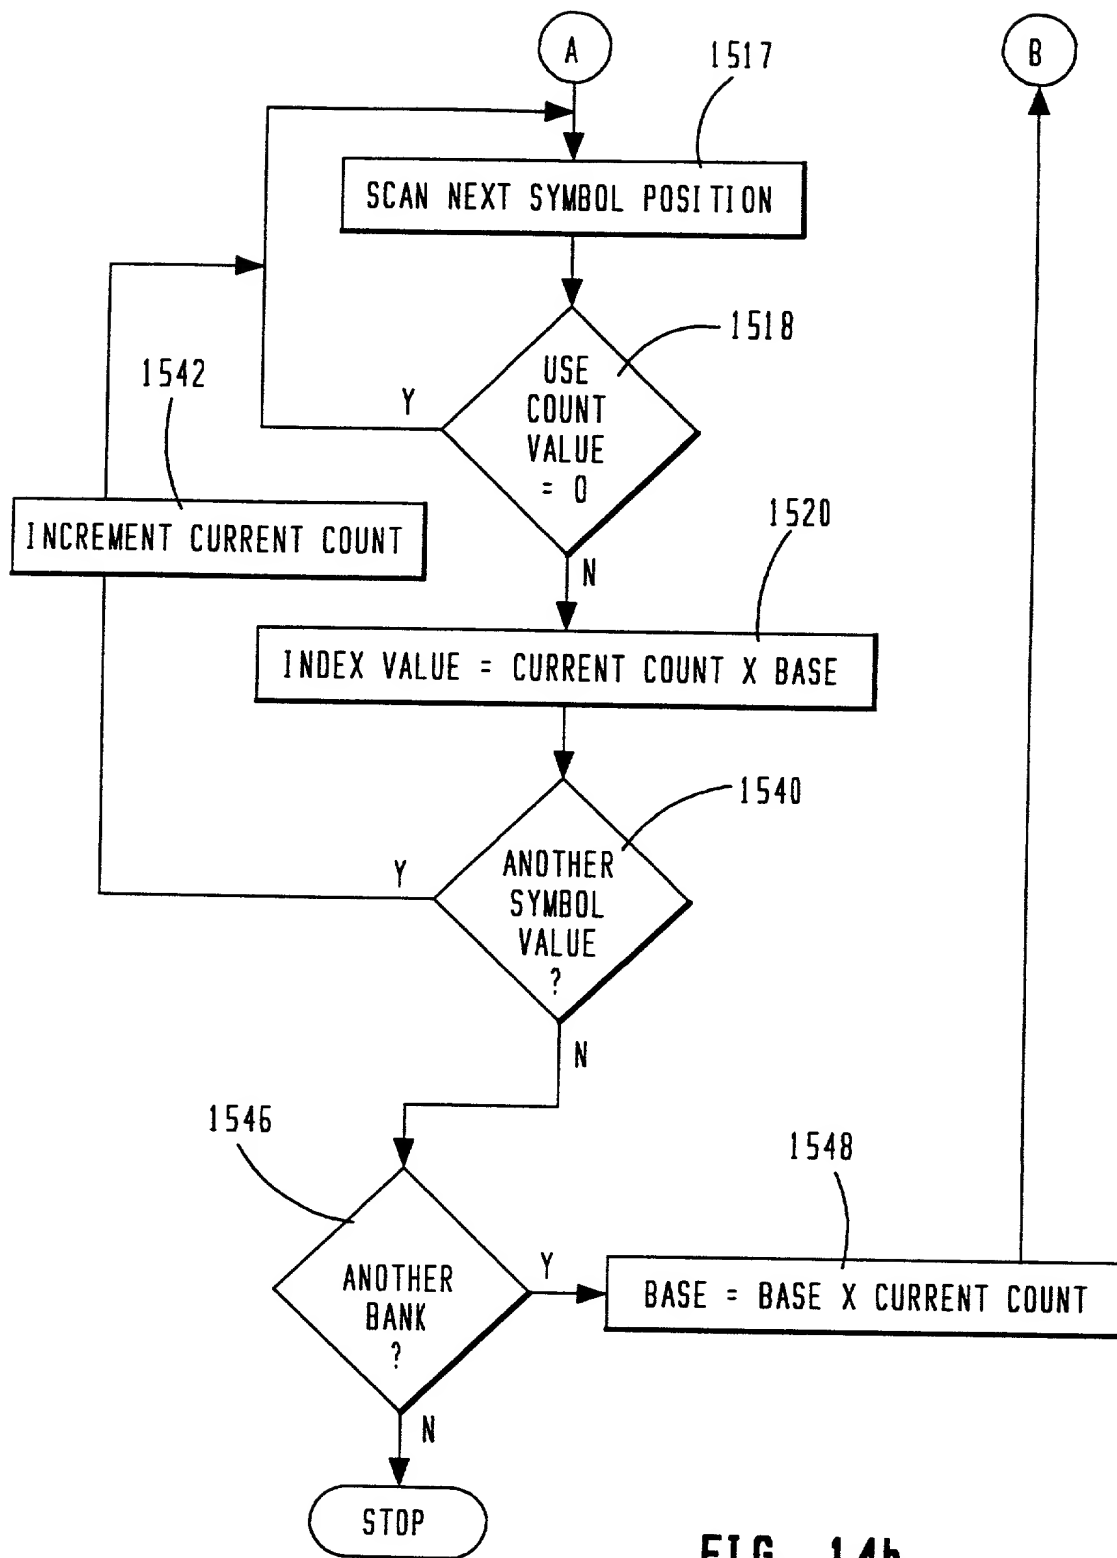 A
B
1517
SCAN NEXT SYMBOL POSITION
1518
USE
COUNT
VALUE
= 0
Y
1542
INCREMENT CURRENT COUNT
N
1520
INDEX VALUE = CURRENT COUNT X BASE
1540
ANOTHER
SYMBOL
VALUE
?
Y
N
1546
ANOTHER
BANK
?
Y
1548
BASE = BASE X CURRENT COUNT
N
STOP
FIG. 14b